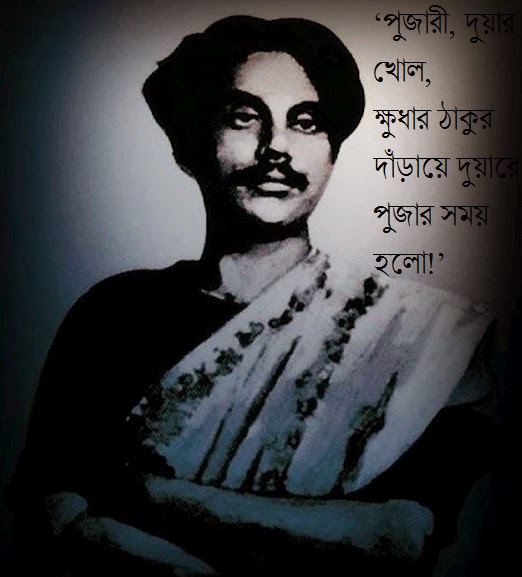 ‘পুজারী, দুয়ার
খোল,
ক্ষুধার ঠাকুর
দাঁড়ায়ে দুয়ারে
পুজার সময়
হলো!’